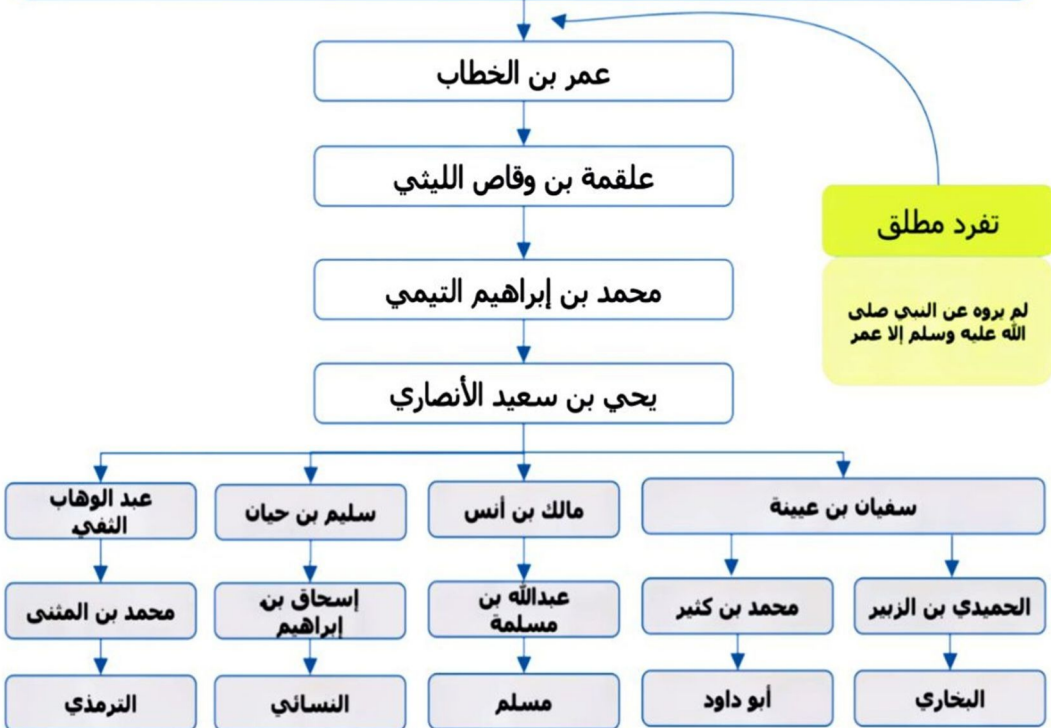 عمر بن الخطاب
علقمة بن وقاص الليثي
تفرد مطلق
محمد بن إبراهيم التيمي
لم يروه عن النبي صلى
الله عليه وسلم إلا عمر
يحي بن سعيد الأنصاري
سفيان بن عيينة
مالك بن أنس
سليم بن حيان
عبد الوهاب
الثفي
الحميدي بن الزبير
محمد بن كثير
عبدالله بن
مسلمة
إسحاق بن
إبراهيم
محمد بن المثنى
البخاري
أبو داود
مسلم
النسائي
الترمذي